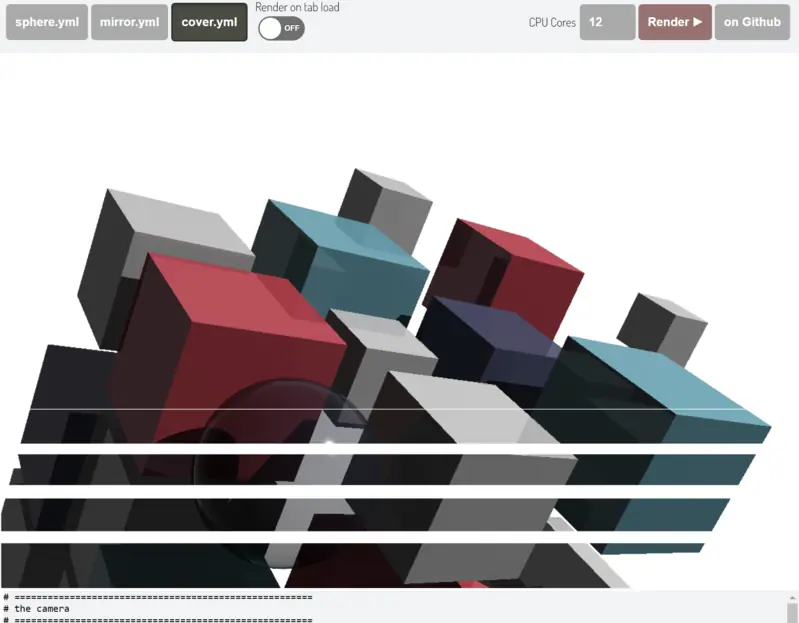 sphere.yml mirror.yml cover.yml Render on tab load OFF CPU Cores 12 Render ▶ on Github
# =======================================================
# the camera
# =======================================================